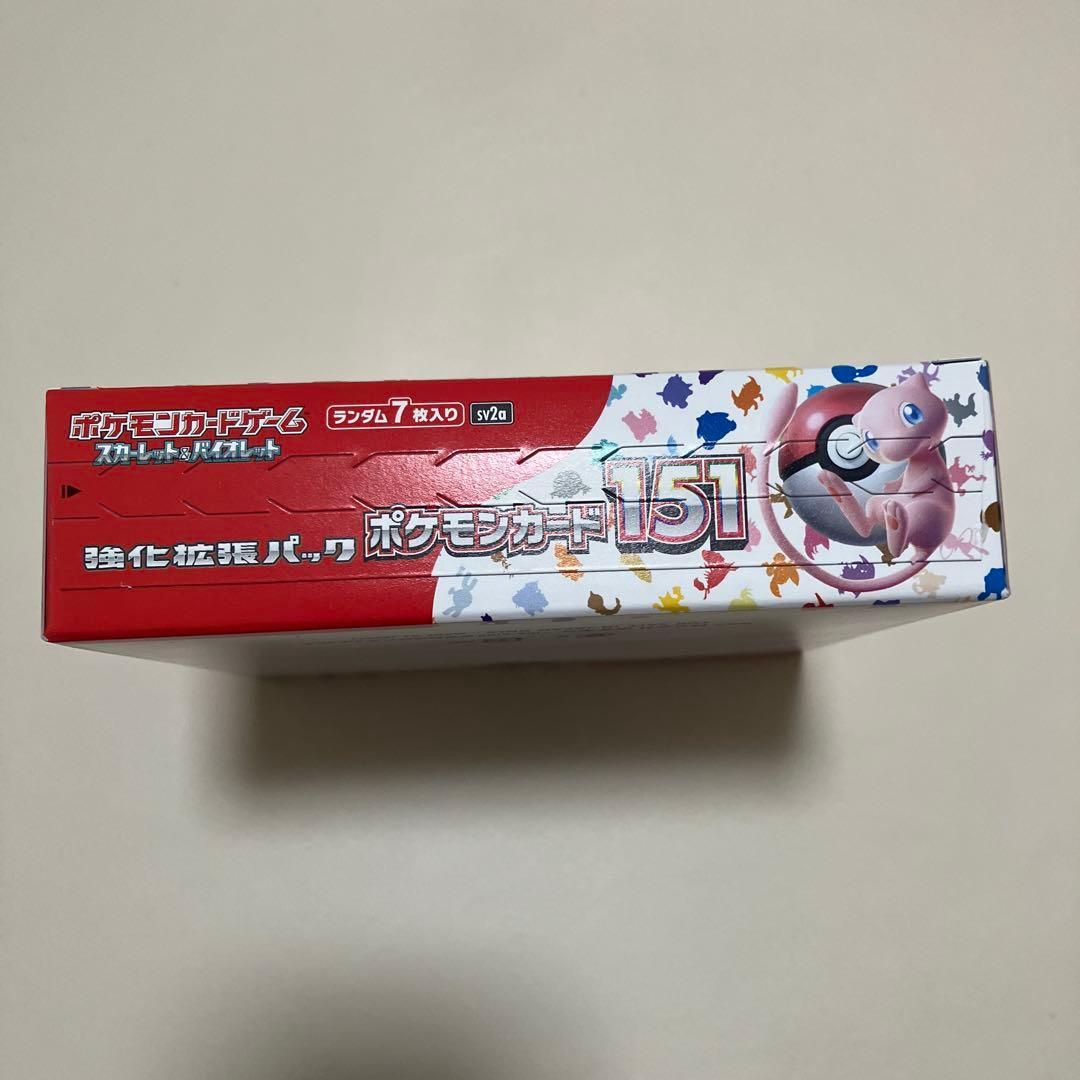 ポケモンカードゲーム
スカーレット&バイオレット
ランダム7枚入り
sv2a
強化拡張パック
ポケモンカード151